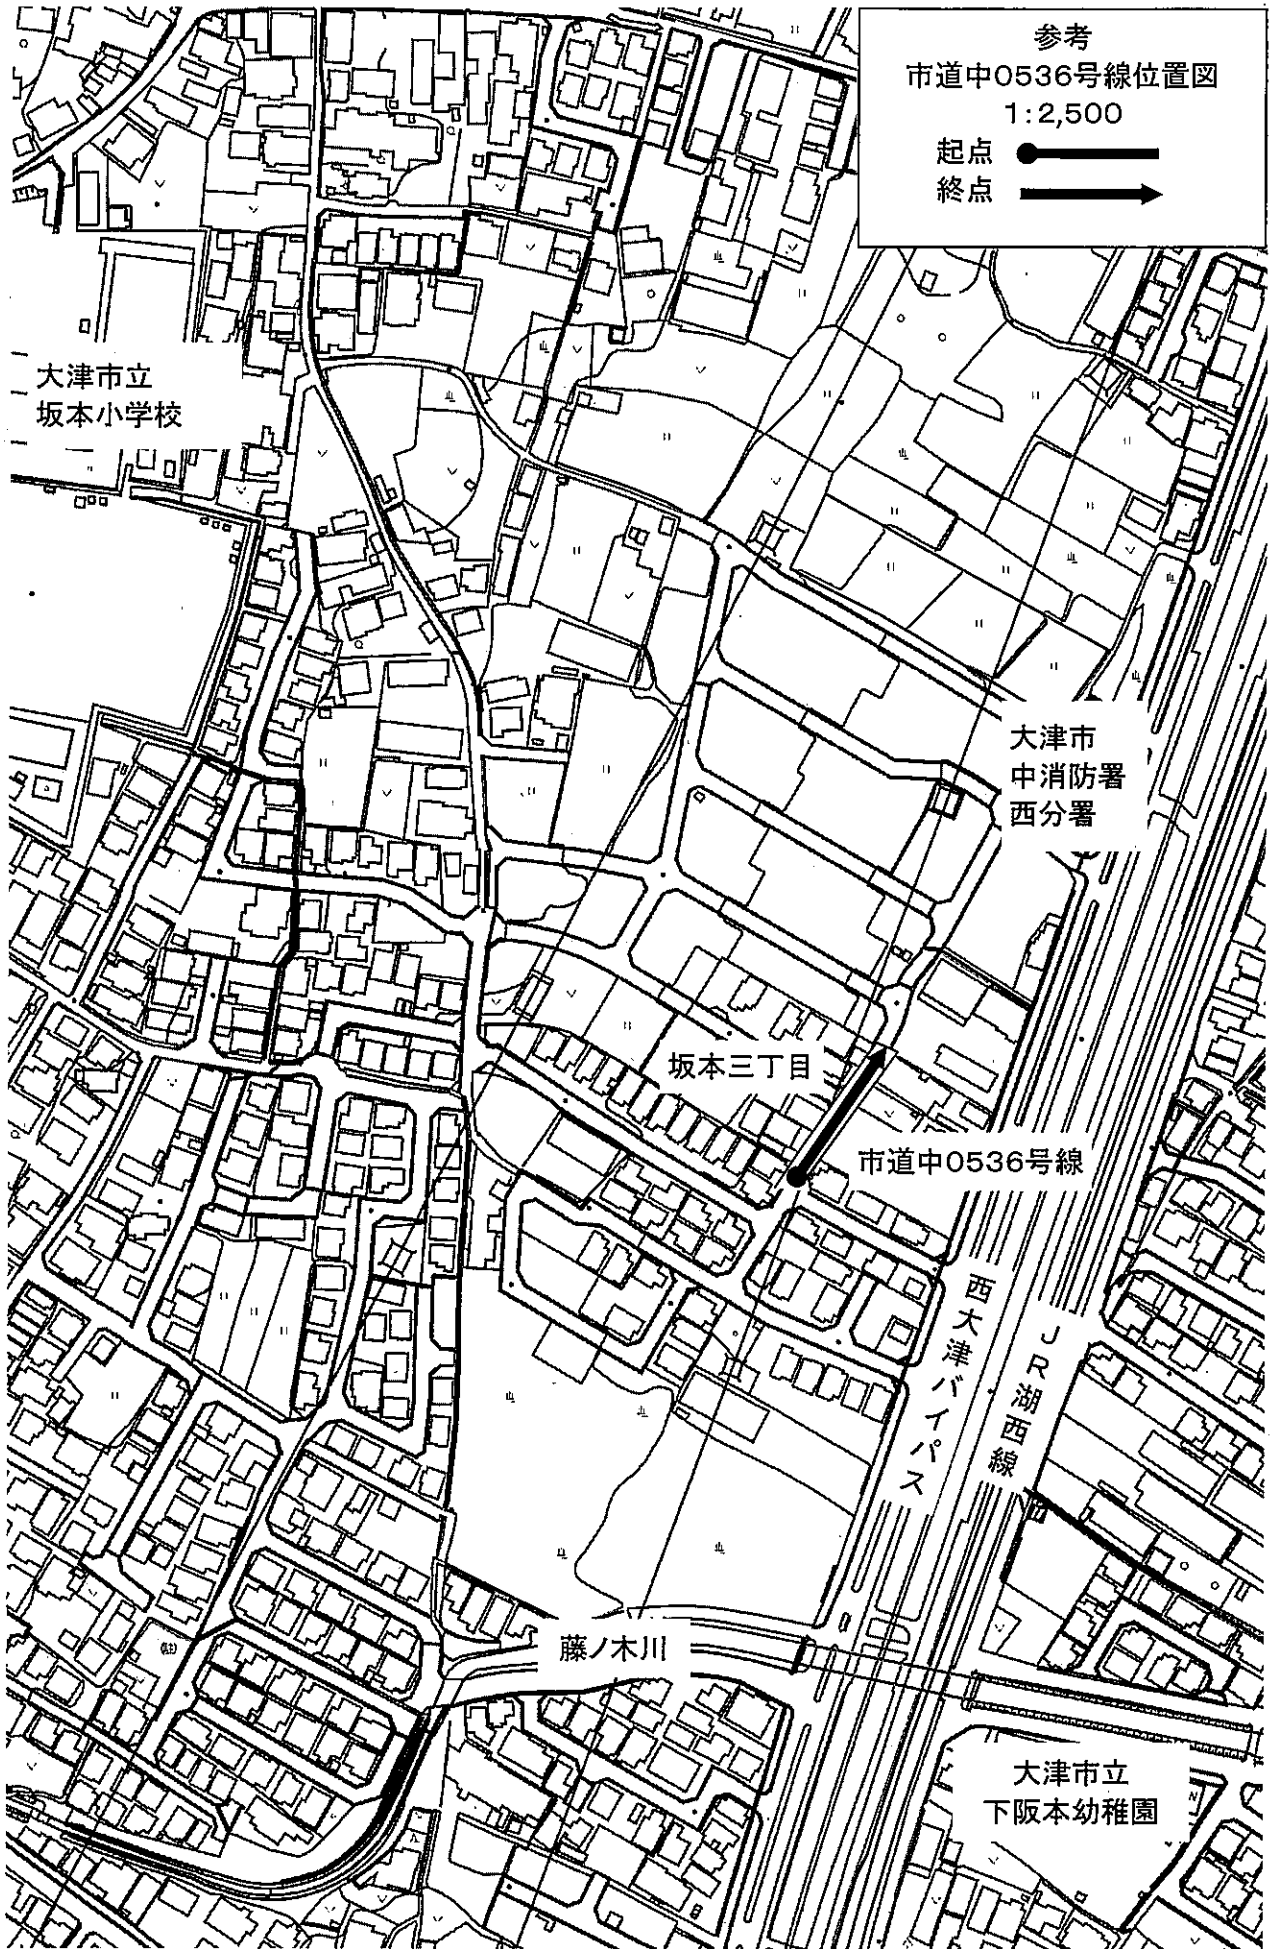 参考
市道中0536号線位置図
1:2,500
起点
終点
大津市立
坂本小学校
大津市
中消防署
西分署
坂本三丁目
市道中0536号線
西大津バイパス
JR湖西線
藤ノ木川
大津市立
下阪本幼稚園